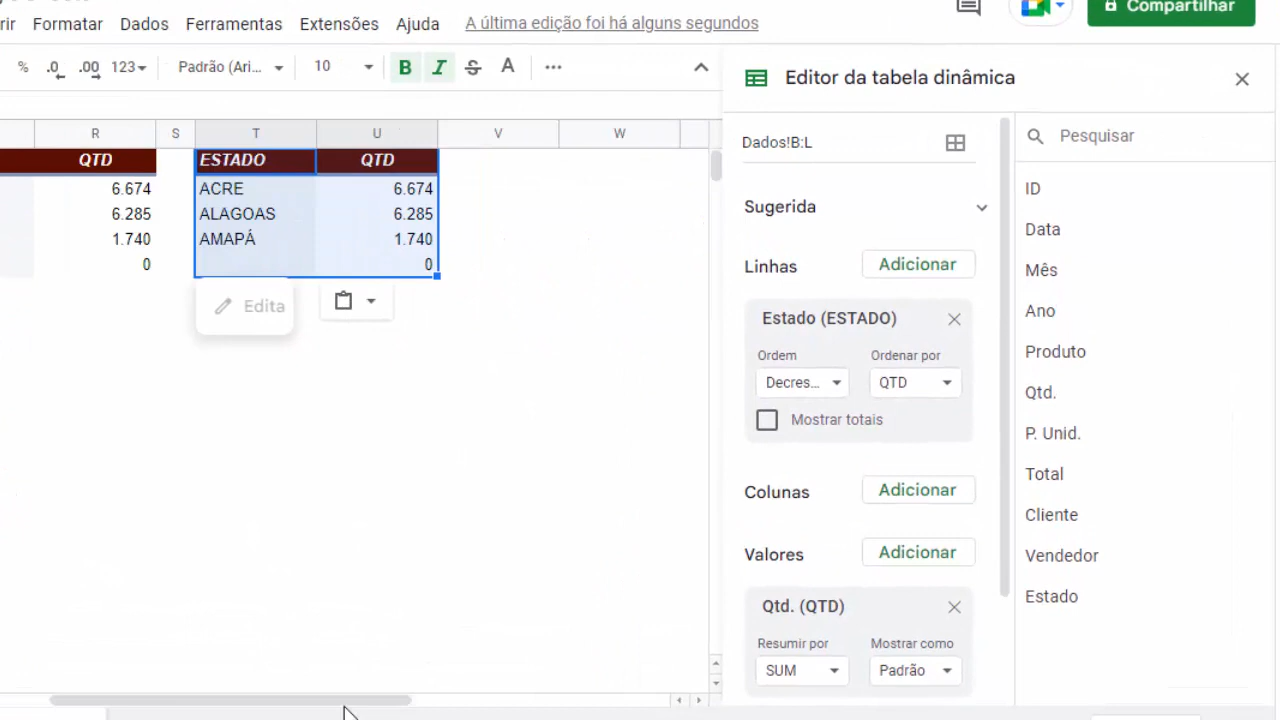 Compartilhar
Formatar Dados Ferramentas Extensões Ajuda A última edição foi há alguns segundos
% .0 .00 123 Padrão (Ari... 10 B I S A
Editor da tabela dinâmica
R S T U V W
Dados!B:L
Pesquisar
QTD ESTADO QTD
6.674 ACRE 6.674
6.285 ALAGOAS 6.285
1.740 AMAPÁ 1.740
0 0
Edita
Sugerida
Linhas Adicionar
Estado (ESTADO)
Ordem Ordenar por
Decres... QTD
Mostrar totais
Colunas Adicionar
Valores Adicionar
Qtd. (QTD)
Resumir por Mostrar como
SUM Padrão
ID
Data
Mês
Ano
Produto
Qtd.
P. Unid.
Total
Cliente
Vendedor
Estado